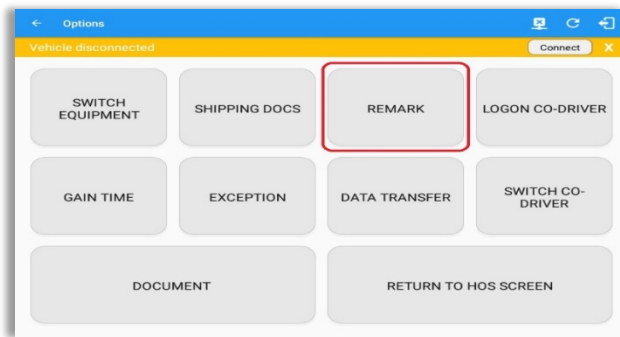 Options
Vehicle disconnected
Connect X
SWITCH
EQUIPMENT
SHIPPING DOCS
REMARK
LOGON CO-DRIVER
GAIN TIME
EXCEPTION
DATA TRANSFER
SWITCH CO-
DRIVER
DOCUMENT
RETURN TO HOS SCREEN